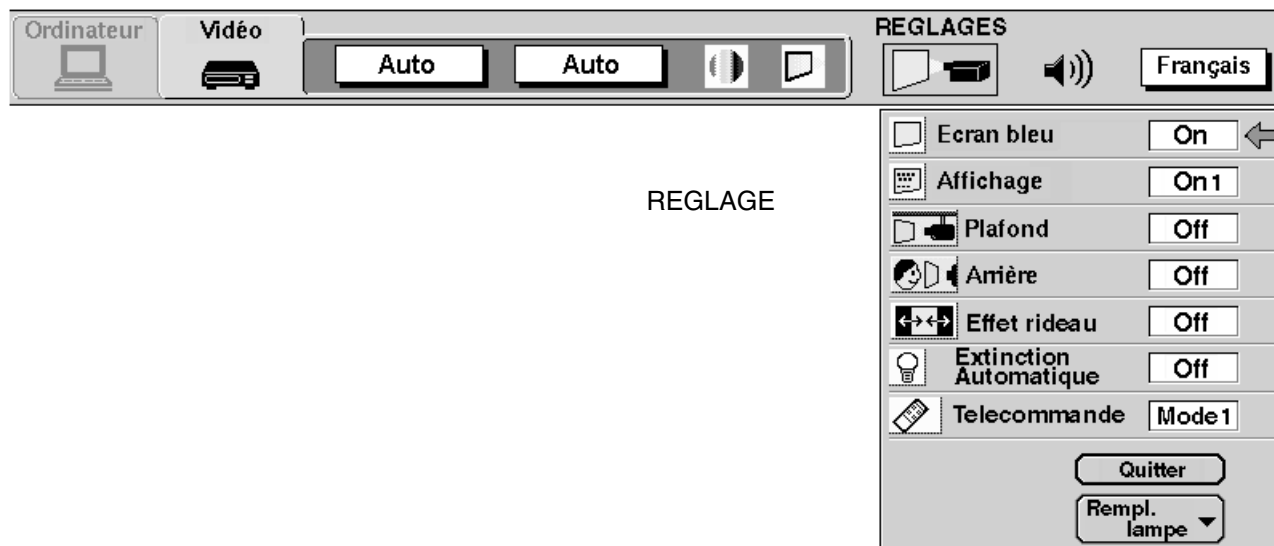 Ordinateur
Vidéo
Auto
Auto
REGLAGES
Français
REGLAGE
Ecran bleu On
Affichage On1
Plafond Off
Arrière Off
Effet rideau Off
Extinction
Automatique Off
Telecommande Mode1
Quitter
Rempl.
lampe